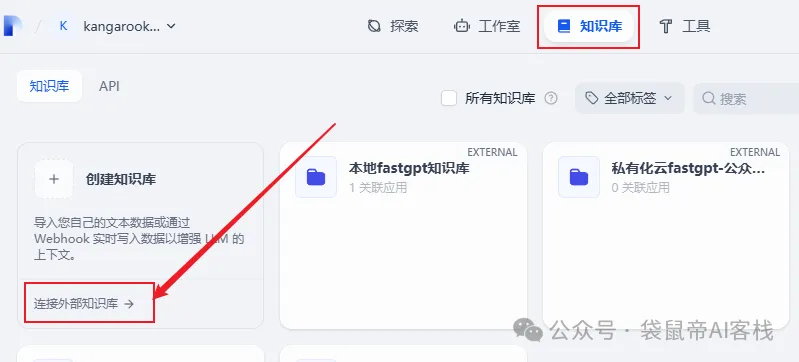 K kangarook...
探索
工作室
知识库
工具
知识库
API
所有知识库
全部标签
搜索
创建知识库
导入您自己的文本数据或通过
Webhook 实时写入数据以增强 LLM 的
上下文。
连接外部知识库
EXTERNAL
本地fastgpt知识库
1 关联应用
EXTERNAL
私有化云fastgpt-公众...
0 关联应用
公众号 · 袋鼠帝AI客栈